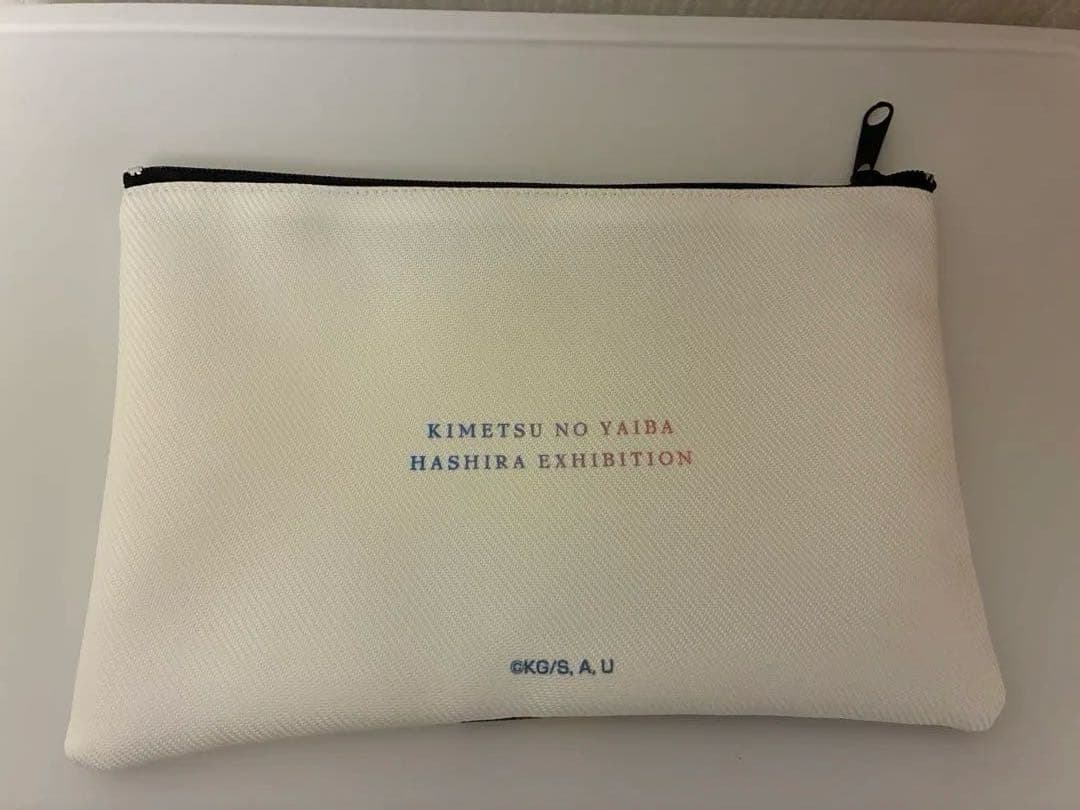 KIMETSU NO YAIBA
HASHIRA EXHIBITION
©KG/S, A, U